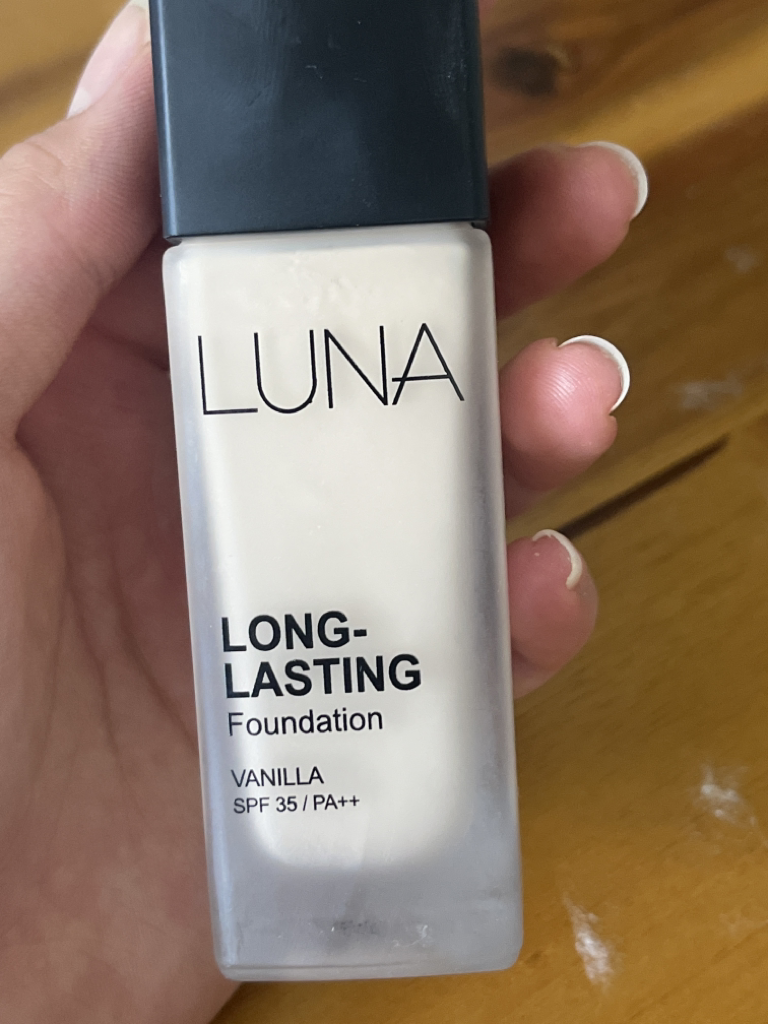 LUNA
LONG-
LASTING
Foundation
VANILLA
SPF 35 / PA++